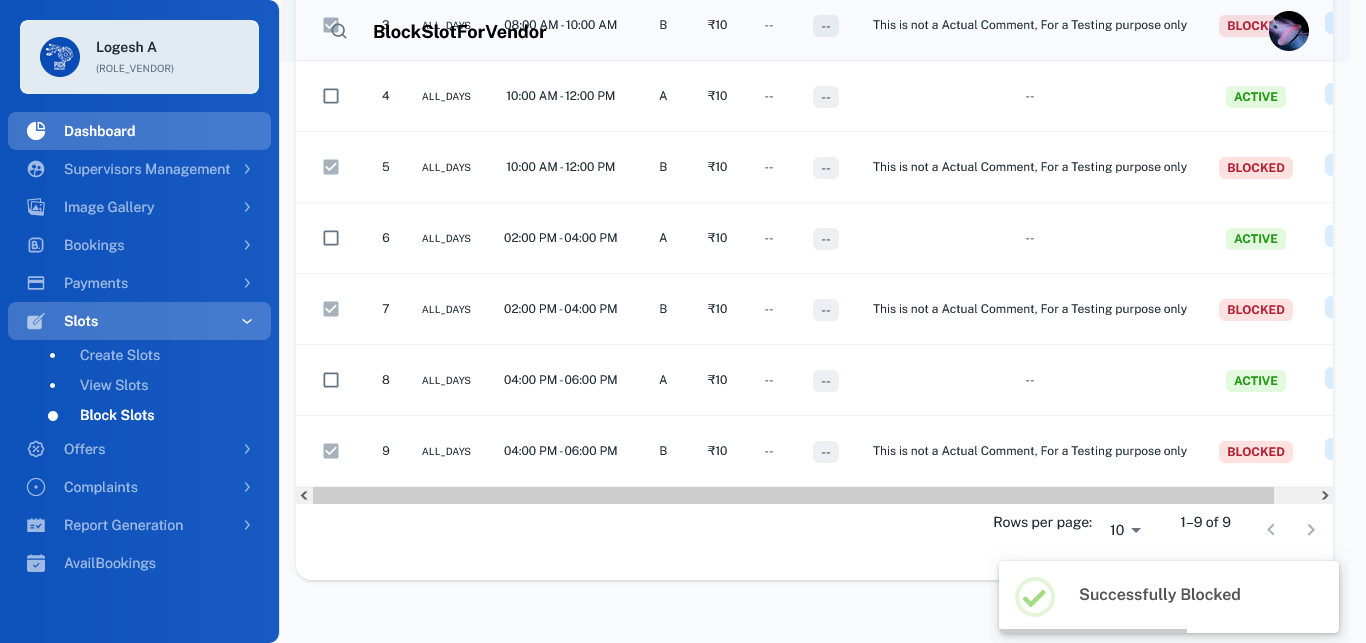 Logesh A
(ROLE_VENDOR)
Dashboard
Supervisors Management
Image Gallery
Bookings
Payments
Slots
Create Slots
View Slots
Block Slots
Offers
Complaints
Report Generation
AvailBookings
BlockSlotForVendor
3 ALL_DAYS 08:00 AM - 10:00 AM B ₹10 -- -- This is not a Actual Comment, For a Testing purpose only BLOCKED
4 ALL_DAYS 10:00 AM - 12:00 PM A ₹10 -- -- -- ACTIVE
5 ALL_DAYS 10:00 AM - 12:00 PM B ₹10 -- -- This is not a Actual Comment, For a Testing purpose only BLOCKED
6 ALL_DAYS 02:00 PM - 04:00 PM A ₹10 -- -- -- ACTIVE
7 ALL_DAYS 02:00 PM - 04:00 PM B ₹10 -- -- This is not a Actual Comment, For a Testing purpose only BLOCKED
8 ALL_DAYS 04:00 PM - 06:00 PM A ₹10 -- -- -- ACTIVE
9 ALL_DAYS 04:00 PM - 06:00 PM B ₹10 -- -- This is not a Actual Comment, For a Testing purpose only BLOCKED
Rows per page: 10 1–9 of 9
Successfully Blocked